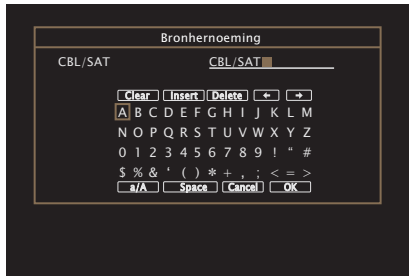 Bronhernoeming
CBL/SAT CBL/SAT
Clear Insert Delete ← →
A B C D E F G H I J K L M
N O P Q R S T U V W X Y Z
0 1 2 3 4 5 6 7 8 9 ! “ #
$ % & ‘ ( ) * + , ; < = >
a/A Space Cancel OK